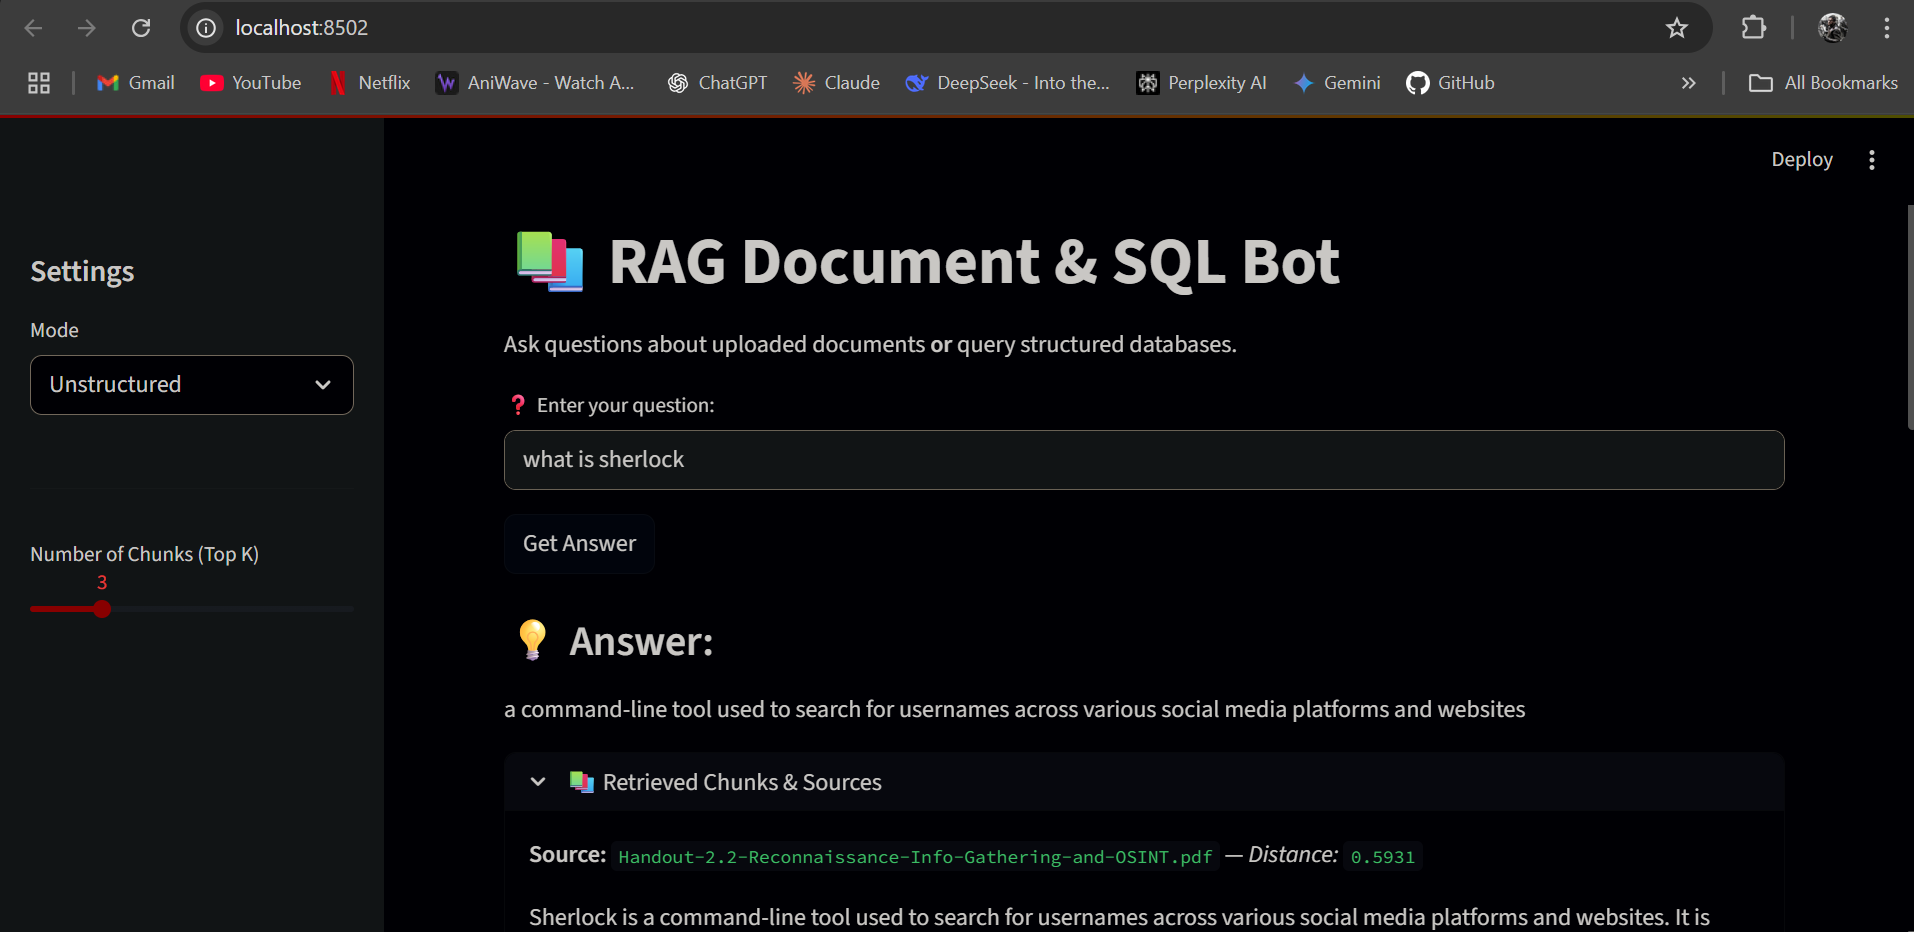 localhost:8502
Gmail
YouTube
Netflix
AniWave - Watch A...
ChatGPT
Claude
DeepSeek - Into the...
Perplexity AI
Gemini
GitHub
All Bookmarks
Deploy
Settings
Mode
Unstructured
Number of Chunks (Top K)
3
RAG Document & SQL Bot
Ask questions about uploaded documents or query structured databases.
Enter your question:
what is sherlock
Get Answer
Answer:
a command-line tool used to search for usernames across various social media platforms and websites
Retrieved Chunks & Sources
Source: Handout-2.2-Reconnaissance-Info-Gathering-and-OSINT.pdf — Distance: 0.5931
Sherlock is a command-line tool used to search for usernames across various social media platforms and websites. It is